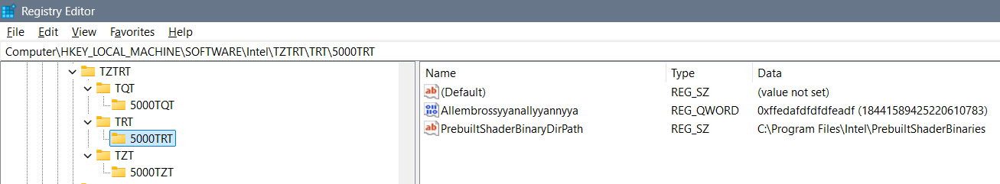 Registry Editor
File Edit View Favorites Help
Computer\HKEY_LOCAL_MACHINE\SOFTWARE\Intel\TZTRT\TRT\5000TRT
TZTRT
TQT
5000TQT
TRT
5000TRT
TZT
5000TZT
Name Type Data
(Default) REG_SZ (value not set)
Allembrossyyanallyyannyya REG_QWORD 0xffedafdfdfdfeadf (18441589425220610783)
PrebuiltShaderBinaryDirPath REG_SZ C:\Program Files\Intel\PrebuiltShaderBinaries